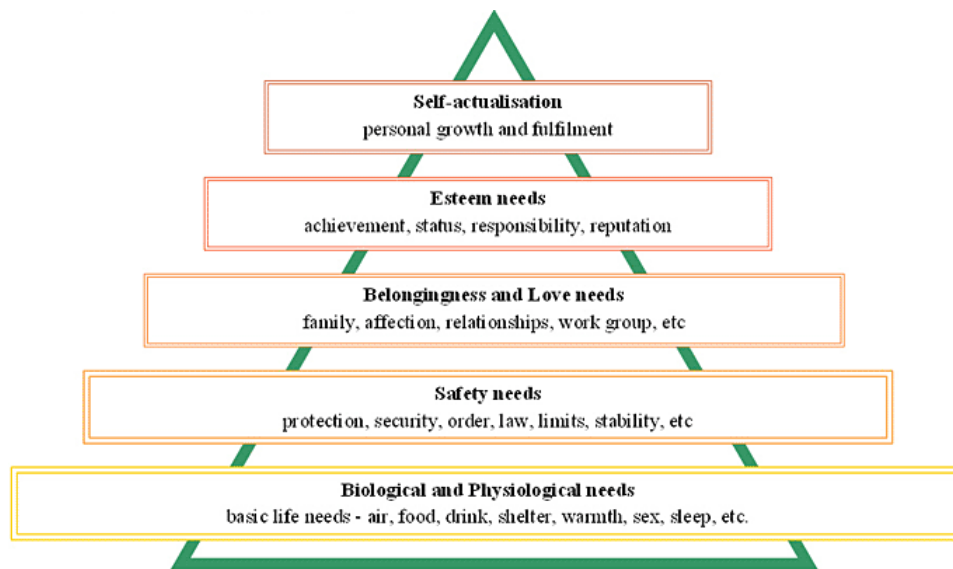 Self-actualisation
personal growth and fulfilment
Esteem needs
achievement, status, responsibility, reputation
Belongingness and Love needs
family, affection, relationships, work group, etc
Safety needs
protection, security, order, law, limits, stability, etc
Biological and Physiological needs
basic life needs - air, food, drink, shelter, warmth, sex, sleep, etc.